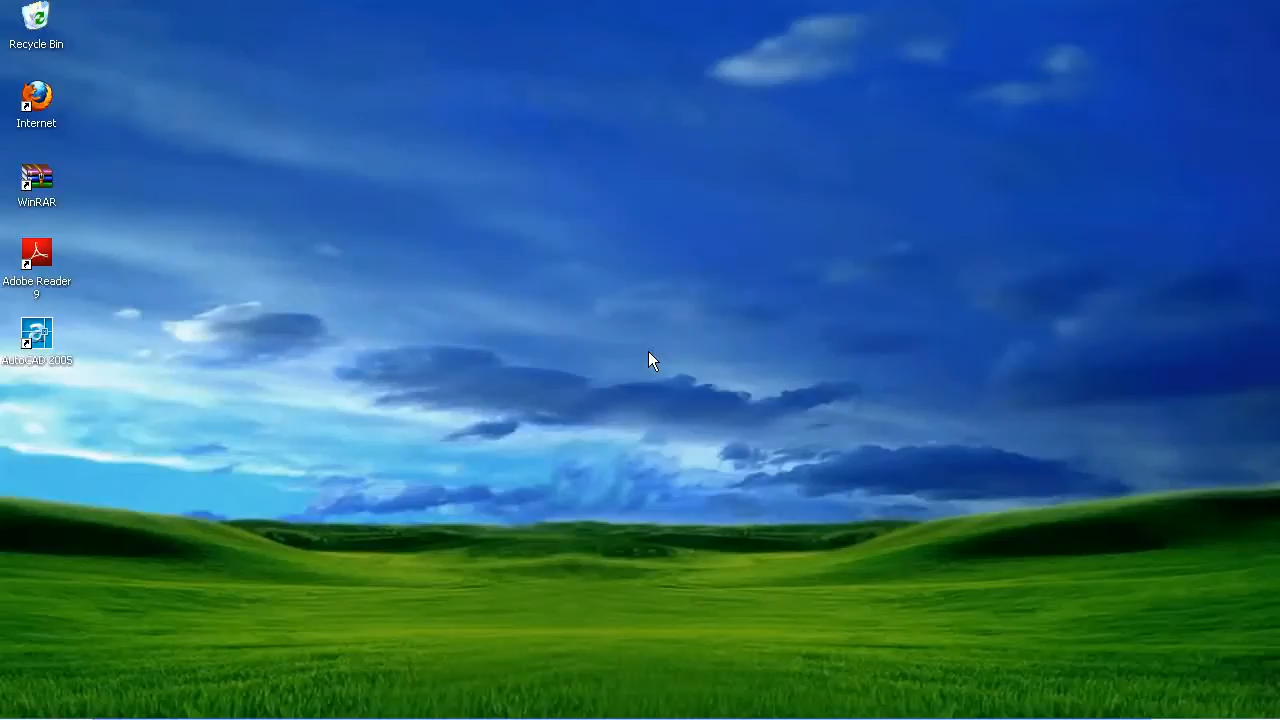 Recycle Bin
Internet
WinRAR
Adobe Reader
9
AutoCAD 2005